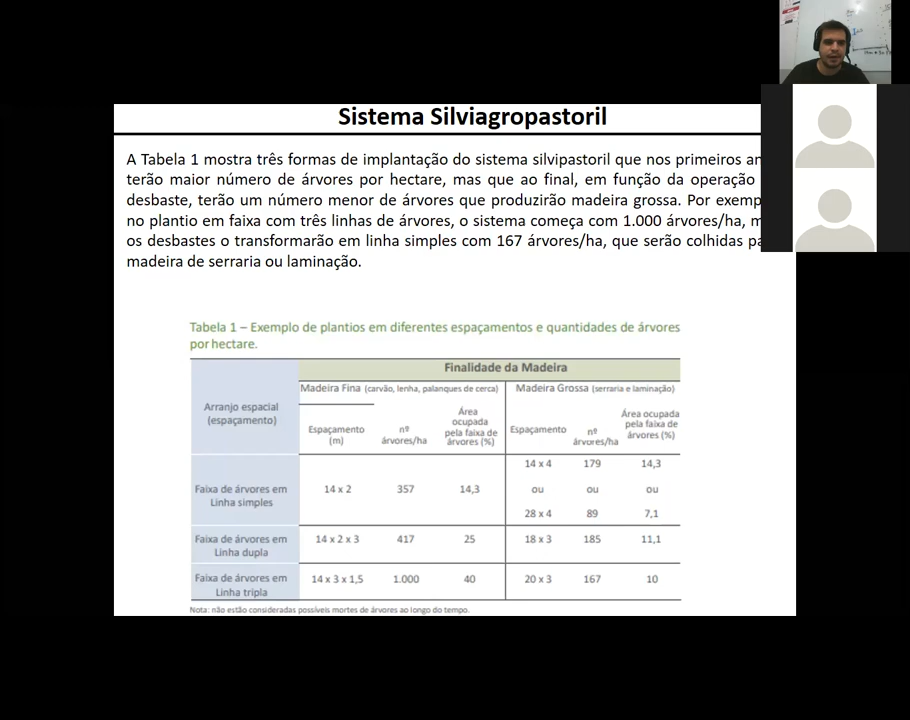 Sistema Silviagropastoril
A Tabela 1 mostra três formas de implantação do sistema silvipastoril que nos primeiros
terão maior número de árvores por hectare, mas que ao final, em função da operação
desbaste, terão um número menor de árvores que produzirão madeira grossa. Por
no plantio em faixa com três linhas de árvores, o sistema começa com 1.000 árvores/ha,
os desbastes o transformarão em linha simples com 167 árvores/ha, que serão colhidas
madeira de serraria ou laminação.
Tabela 1 – Exemplo de plantios em diferentes espaçamentos e quantidades de árvores
por hectare.
Finalidade da Madeira
Madeira Fina (carvão, lenha, palanques de cerca) Madeira Grossa (serraria e laminação)
Arranjo espacial
(espaçamento)
Espaçamento
(m)
nº
árvores/ha
Área
ocupada
pela faixa de
árvores (%)
Espaçamento
nº
árvores/ha
Área ocupada
pela faixa de
árvores (%)
Faixa de árvores em
Linha simples
14 x 2 357 14,3
14 x 4 179 14,3
ou ou ou
28 x 4 89 7,1
Faixa de árvores em
Linha dupla
14 x 2 x 3 417 25 18 x 3 185 11,1
Faixa de árvores em
Linha tripla
14 x 3 x 1,5 1.000 40 20 x 3 167 10
Nota: não estão consideradas possíveis mortes de árvores ao longo do tempo.